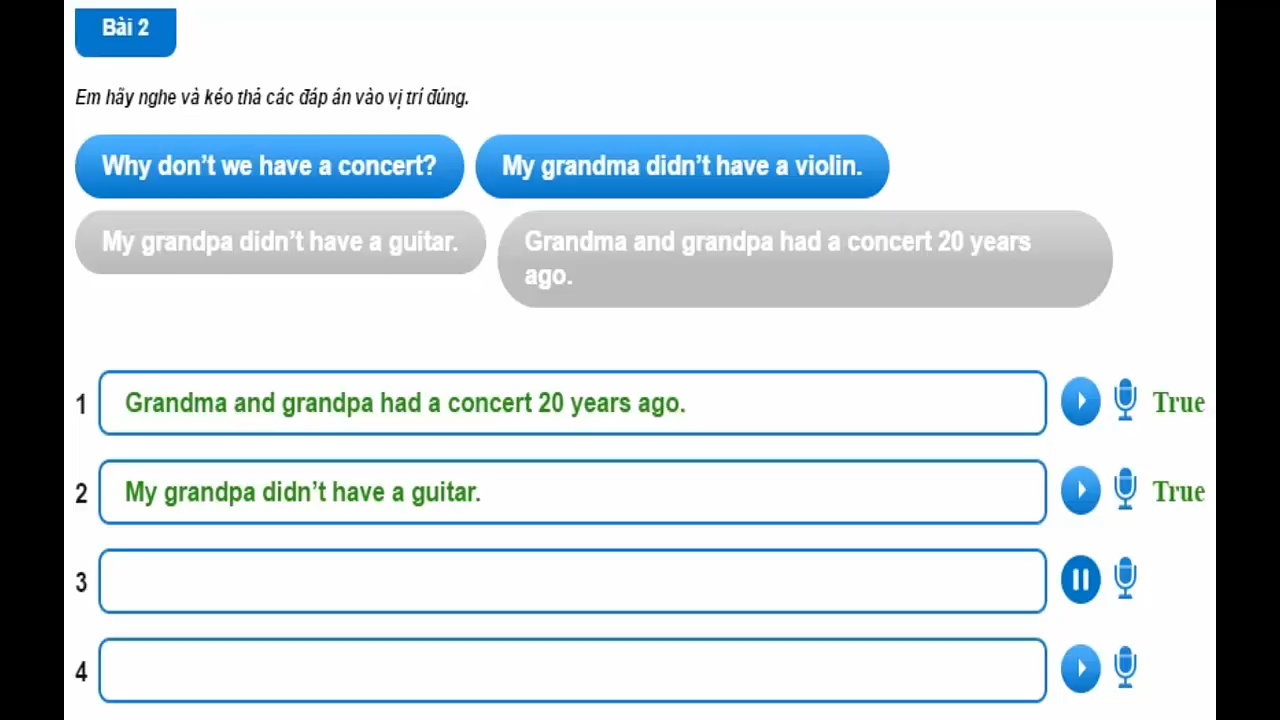 Bài 2
Em hãy nghe và kéo thả các đáp án vào vị trí đúng.
Why don't we have a concert? My grandma didn't have a violin.
My grandpa didn't have a guitar. Grandma and grandpa had a concert 20 years
ago.
1 Grandma and grandpa had a concert 20 years ago. True
2 My grandpa didn't have a guitar. True
3
4